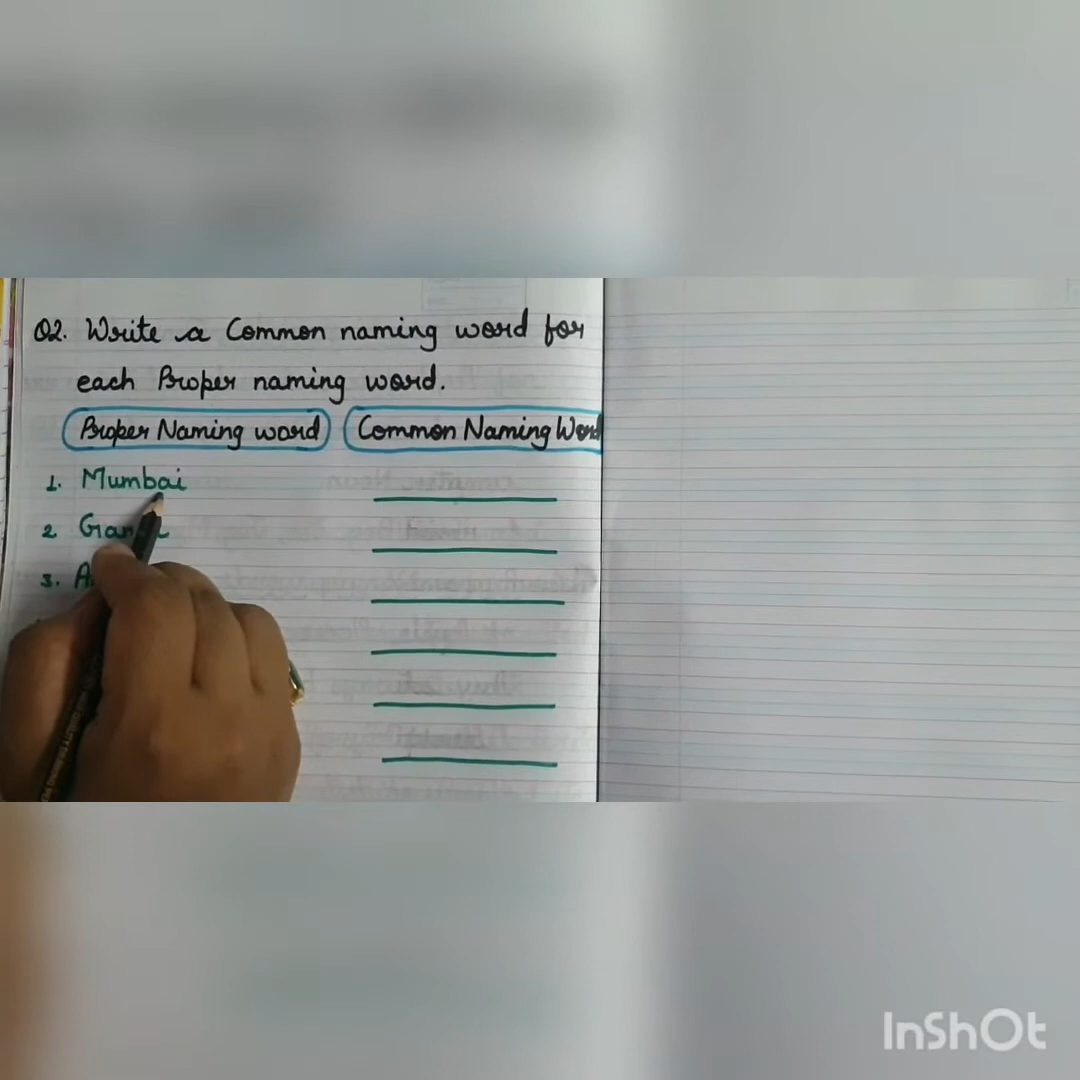 Q2. Write a Common naming word for
each Proper naming word.
Proper Naming word Common Naming Word
1. Mumbai
2
3.
InShOt